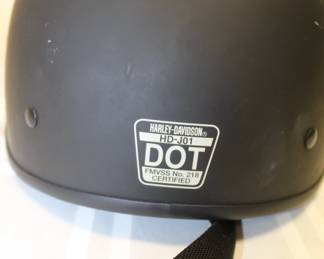 HARLEY-DAVIDSON®
HD-J01
DOT
FMVSS No. 218
CERTIFIED